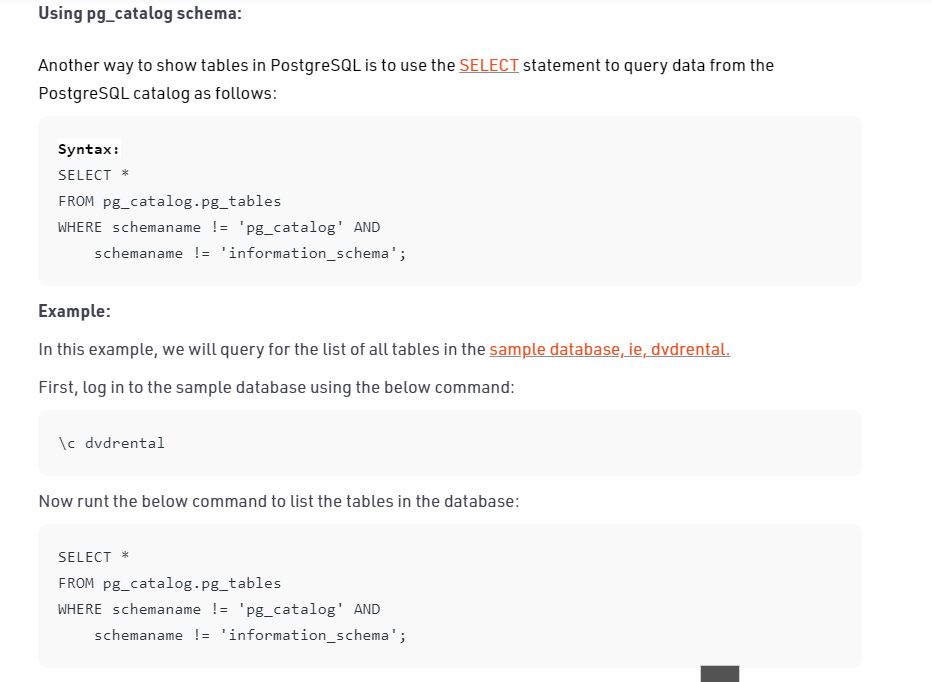 Using pg_catalog schema:
Another way to show tables in PostgreSQL is to use the SELECT statement to query data from the
PostgreSQL catalog as follows:
Syntax:
SELECT *
FROM pg_catalog.pg_tables
WHERE schemaname != 'pg_catalog' AND
    schemaname != 'information_schema';
Example:
In this example, we will query for the list of all tables in the sample database, ie, dvdrental.
First, log in to the sample database using the below command:
\c dvdrental
Now runt the below command to list the tables in the database:
SELECT *
FROM pg_catalog.pg_tables
WHERE schemaname != 'pg_catalog' AND
    schemaname != 'information_schema';